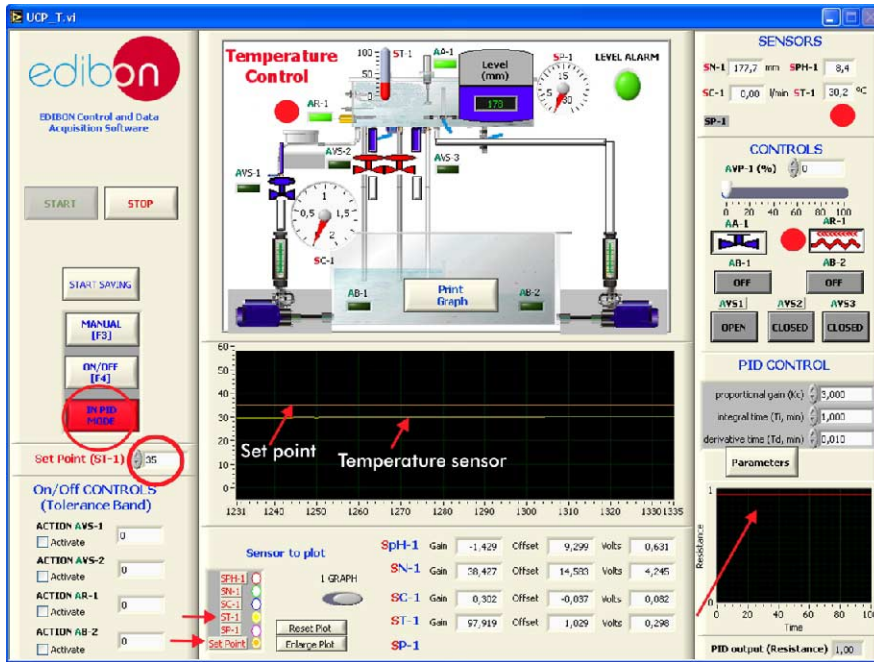 UCP_T.vi
edibon
EDIBON Control and Data
Acquisition Software
START
STOP
START SAVING
MANUAL
[F3]
ON/OFF
[F4]
IN PID
MODE
Set Point (ST-1)
35
On/Off CONTROLS
(Tolerance Band)
ACTION AVS-1
Activate
0
ACTION AVS-2
Activate
0
ACTION AR-1
Activate
0
ACTION AB-2
Activate
0
Temperature
Control
100
50
0
ST-1
AA-1
Level
(mm)
178
SP-1
5
15
30
LEVEL ALARM
AR-1
AVS-1
AVS-2
AVS-3
0,5
1
1,5
2
SC-1
AB-1
Print
Graph
AB-2
60
50
40
30
20
10
0
Set point
Temperature sensor
1231 1240 1250 1260 1270 1280 1290 1300 1310 1320 1330 1335
Sensor to plot
SPH-1
SN-1
SC-1
ST-1
SP-1
Set Point
1 GRAPH
Reset Plot
Enlarge Plot
SpH-1 Gain -1,429 Offset 9,299 Volts 0,631
SN-1 Gain 38,427 Offset 14,583 Volts 4,245
SC-1 Gain 0,302 Offset -0,037 Volts 0,082
ST-1 Gain 97,919 Offset 1,029 Volts 0,298
SP-1
SENSORS
SN-1 177,7 mm SPH-1 8,4
SC-1 0,00 l/min ST-1 30,2 ºC
SP-1
CONTROLS
AVP-1 (%) 0
0 20 40 60 80 100
AA-1
AR-1
AB-1
AB-2
OFF
OFF
AVS1 AVS2 AVS3
OPEN CLOSED CLOSED
PID CONTROL
proportional gain (Kc) 3,000
integral time (Ti, min) 1,000
derivative time (Td, min) 0,010
Parameters
1
Resistance
0
0 20 40 60 80 100
Time
PID output (Resistance) 1,00